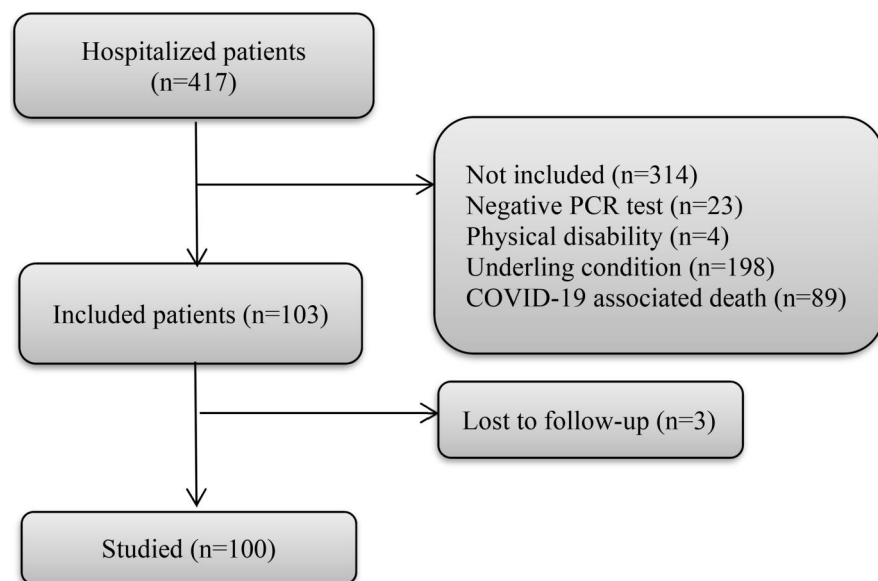 Hospitalized patients
(n=417)
Not included (n=314)
Negative PCR test (n=23)
Physical disability (n=4)
Underling condition (n=198)
COVID-19 associated death (n=89)
Included patients (n=103)
Lost to follow-up (n=3)
Studied (n=100)